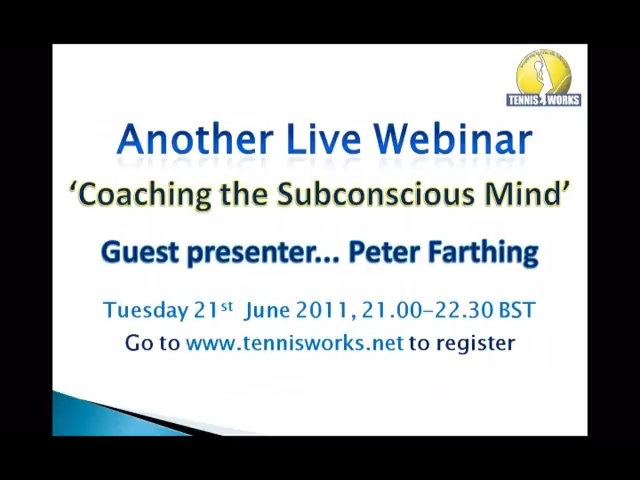 TENNIS WORKS
Another Live Webinar
‘Coaching the Subconscious Mind’
Guest presenter... Peter Farthing
Tuesday 21st June 2011, 21.00-22.30 BST
Go to www.tennisworks.net to register